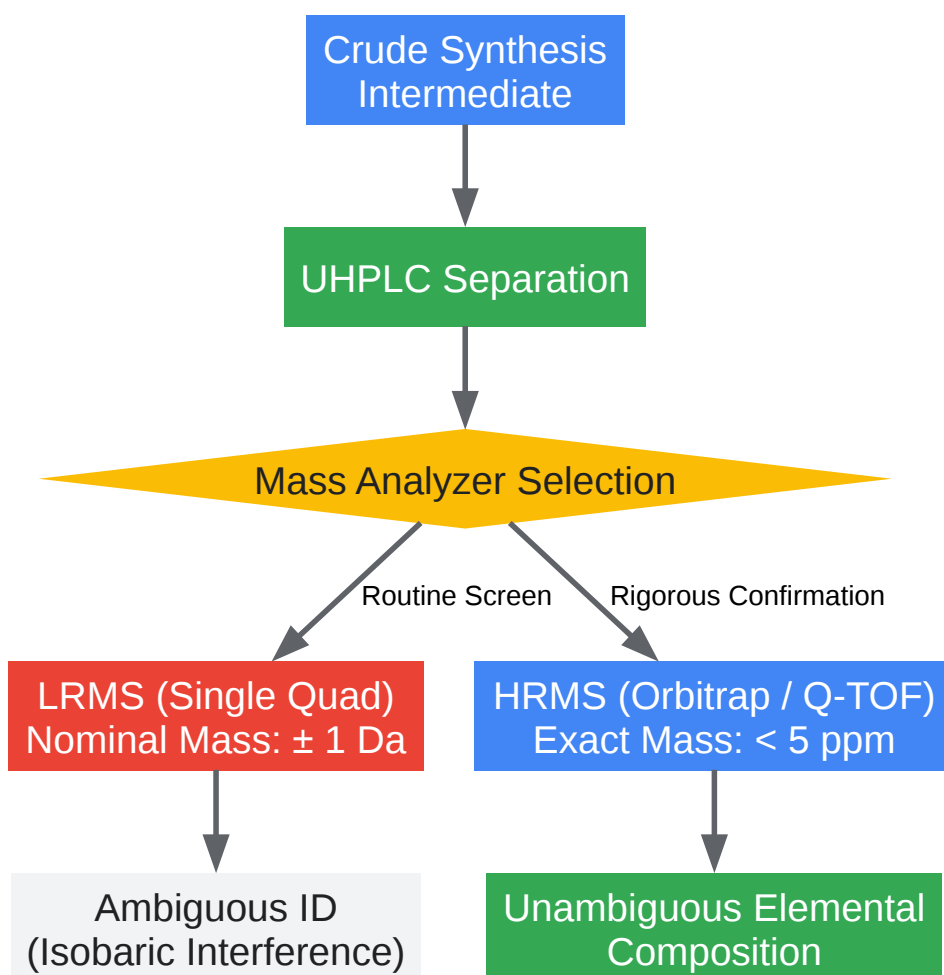 Crude Synthesis
Intermediate
UHPLC Separation
Mass Analyzer Selection
Routine Screen
Rigorous Confirmation
LRMS (Single Quad)
Nominal Mass: ± 1 Da
HRMS (Orbitrap / Q-TOF)
Exact Mass: < 5 ppm
Ambiguous ID
(Isobaric Interference)
Unambiguous Elemental
Composition